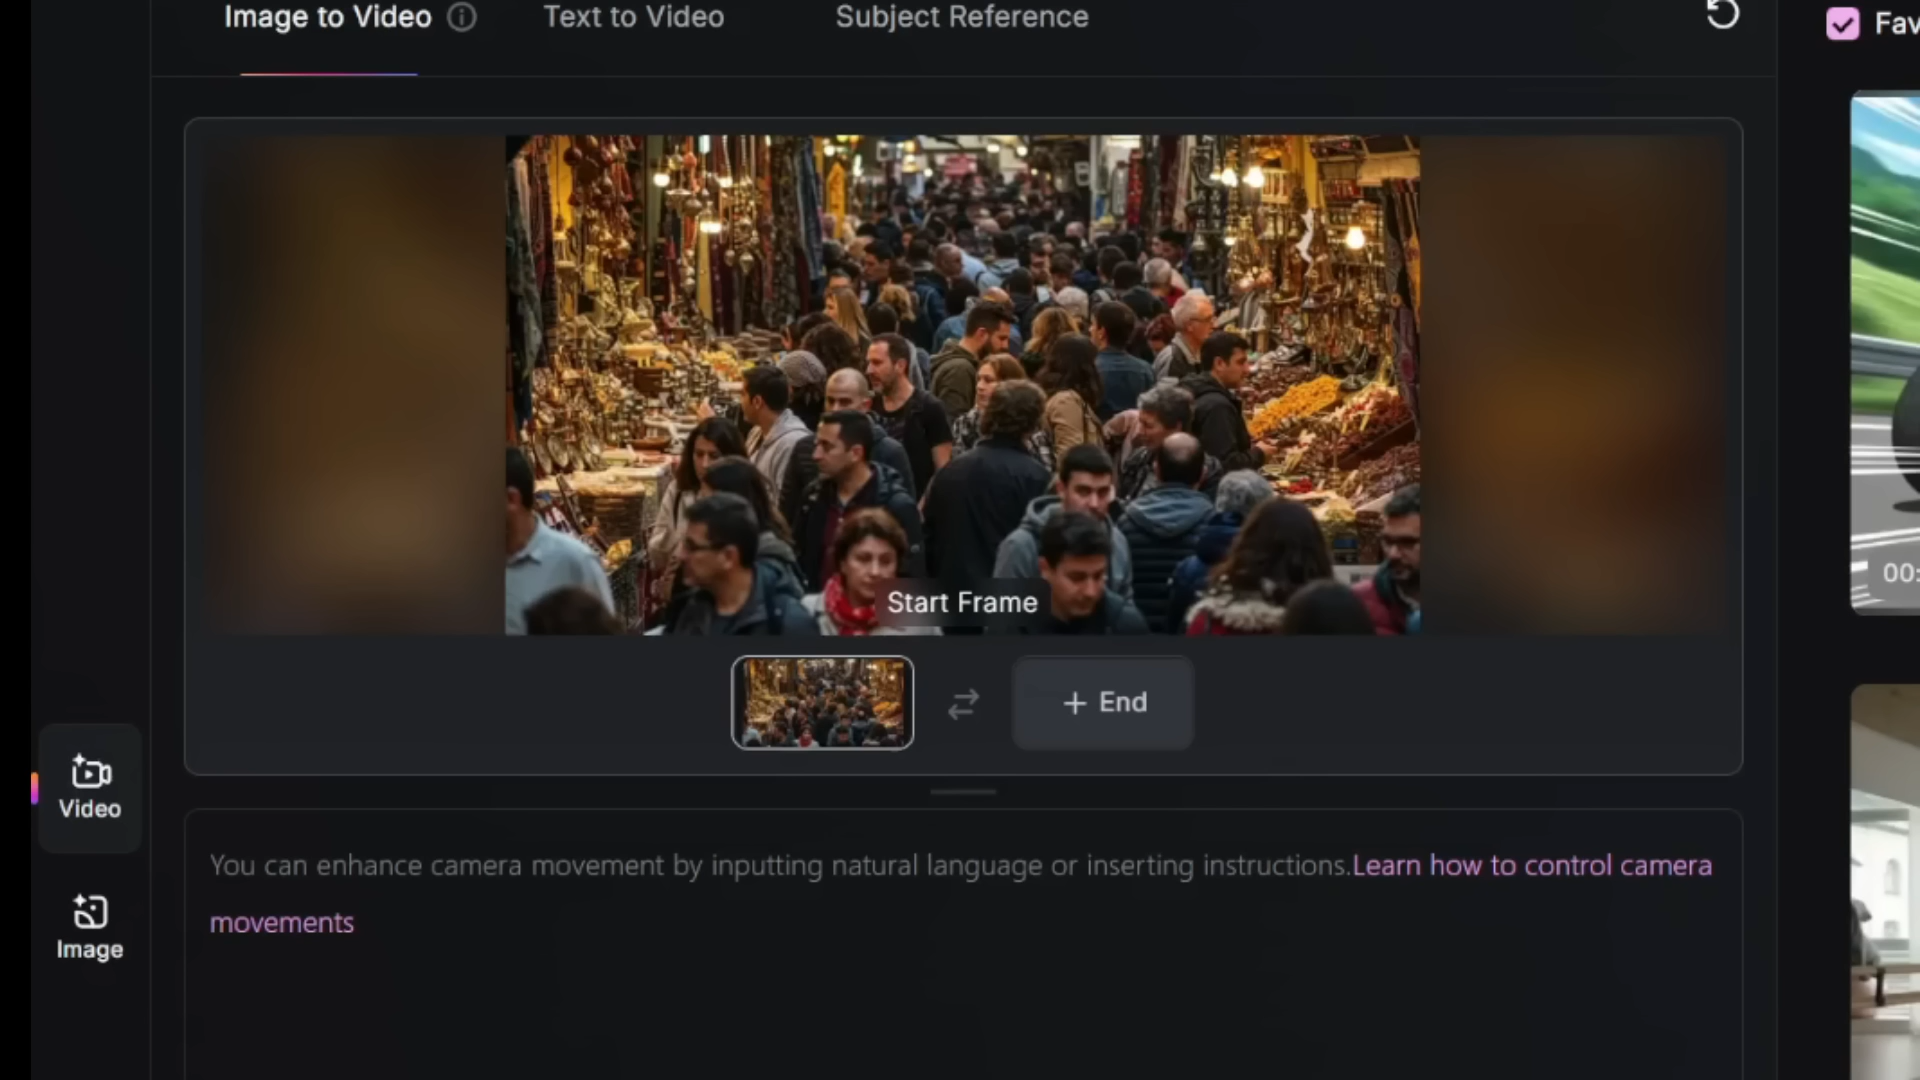 Image to Video
Text to Video
Subject Reference
Fav
Start Frame
+ End
00:
Video
Image
You can enhance camera movement by inputting natural language or inserting instructions.Learn how to control camera
movements